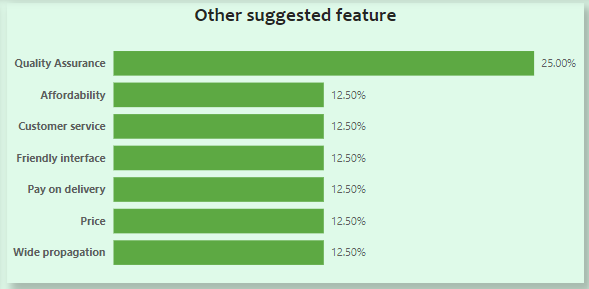 Other suggested feature
Quality Assurance 25.00%
Affordability 12.50%
Customer service 12.50%
Friendly interface 12.50%
Pay on delivery 12.50%
Price 12.50%
Wide propagation 12.50%